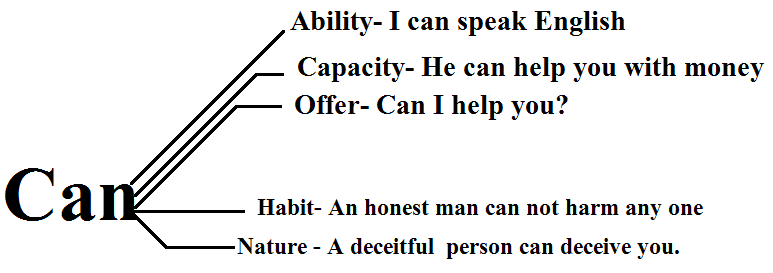 Ability- I can speak English
Capacity- He can help you with money
Offer- Can I help you?
Can
Habit- An honest man can not harm any one
Nature - A deceitful person can deceive you.